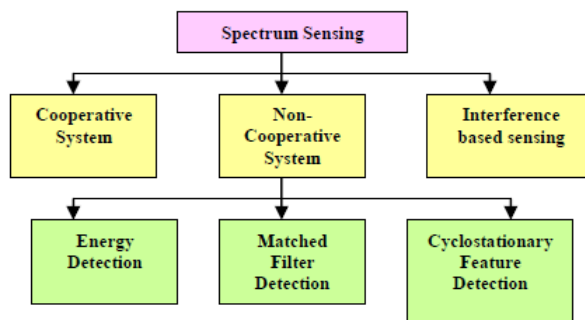 Spectrum Sensing
Cooperative
System
Non-
Cooperative
System
Interference
based sensing
Energy
Detection
Matched
Filter
Detection
Cyclostationary
Feature
Detection